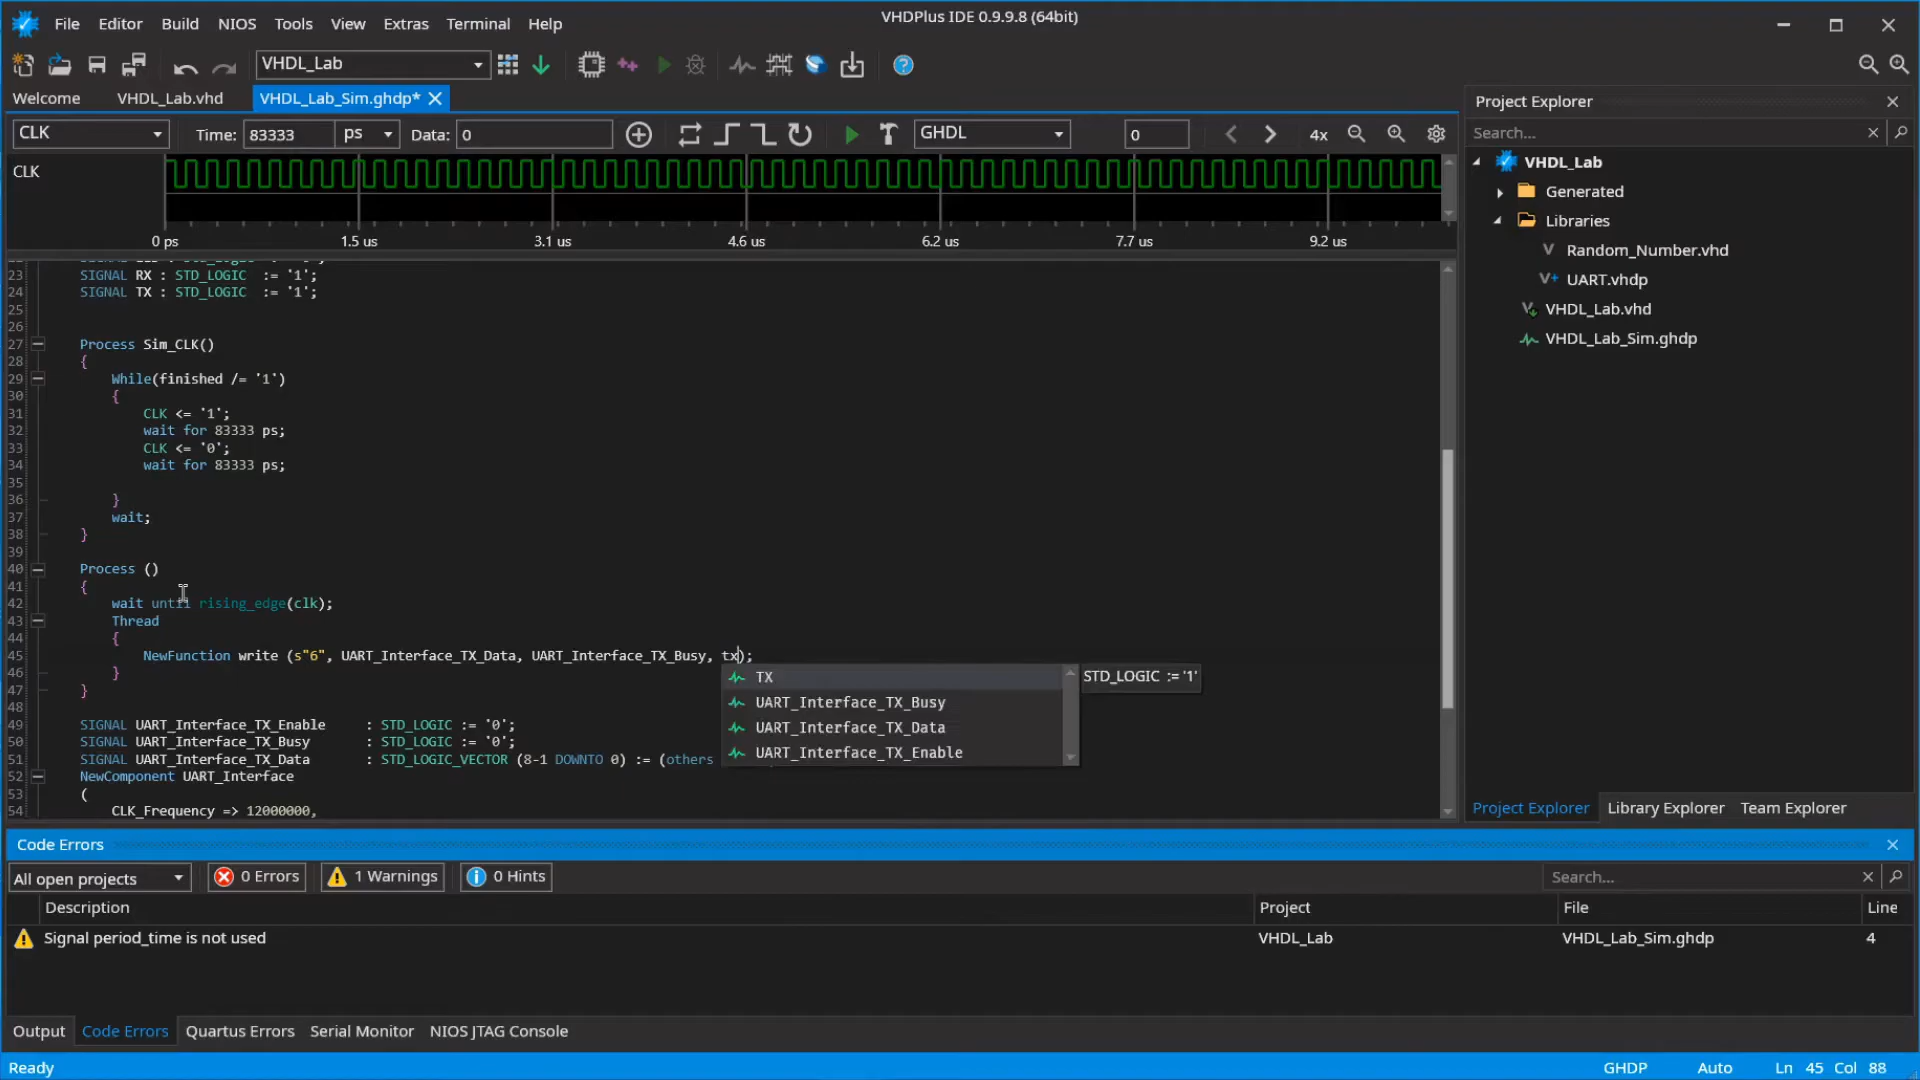 File Editor Build NIOS Tools View Extras Terminal Help
VHDPlus IDE 0.9.9.8 (64bit)
VHDL_Lab
Welcome VHDL_Lab.vhd VHDL_Lab_Sim.ghdp*
CLK Time: 83333 ps Data: 0 GHDL 0 4x
CLK
0 ps 1.5 us 3.1 us 4.6 us 6.2 us 7.7 us 9.2 us
23 SIGNAL RX : STD_LOGIC := '1';
24 SIGNAL TX : STD_LOGIC := '1';
25
26
27 Process Sim_CLK()
28 {
29 While(finished /= '1')
30 {
31 CLK <= '1';
32 wait for 83333 ps;
33 CLK <= '0';
34 wait for 83333 ps;
35
36 }
37 wait;
38 }
39
40 Process ()
41 {
42 wait until rising_edge(clk);
43 Thread
44 {
45 NewFunction write (s"6", UART_Interface_TX_Data, UART_Interface_TX_Busy, tx);
46 }
47 }
48
49 SIGNAL UART_Interface_TX_Enable : STD_LOGIC := '0';
50 SIGNAL UART_Interface_TX_Busy : STD_LOGIC := '0';
51 SIGNAL UART_Interface_TX_Data : STD_LOGIC_VECTOR (8-1 DOWNTO 0) := (others
52 NewComponent UART_Interface
53 (
54 CLK_Frequency => 12000000,
TX
STD_LOGIC := '1'
UART_Interface_TX_Busy
UART_Interface_TX_Data
UART_Interface_TX_Enable
Project Explorer
Search...
VHDL_Lab
Generated
Libraries
Random_Number.vhd
UART.vhdp
VHDL_Lab.vhd
VHDL_Lab_Sim.ghdp
Project Explorer Library Explorer Team Explorer
Code Errors
All open projects 0 Errors 1 Warnings 0 Hints Search...
Description Project File Line
Signal period_time is not used VHDL_Lab VHDL_Lab_Sim.ghdp 4
Output Code Errors Quartus Errors Serial Monitor NIOS JTAG Console
Ready GHDP Auto Ln 45 Col 88